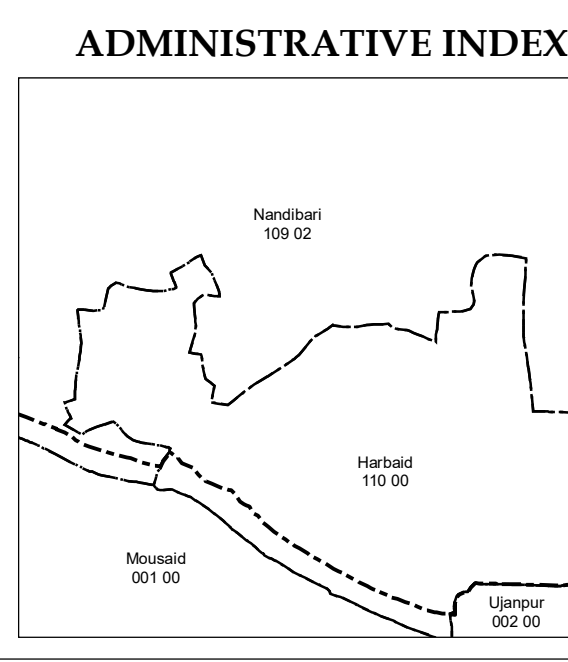 ADMINISTRATIVE INDEX
Nandibari
109 02
Harbaid
110 00
Mousaid
001 00
Ujanpur
002 00